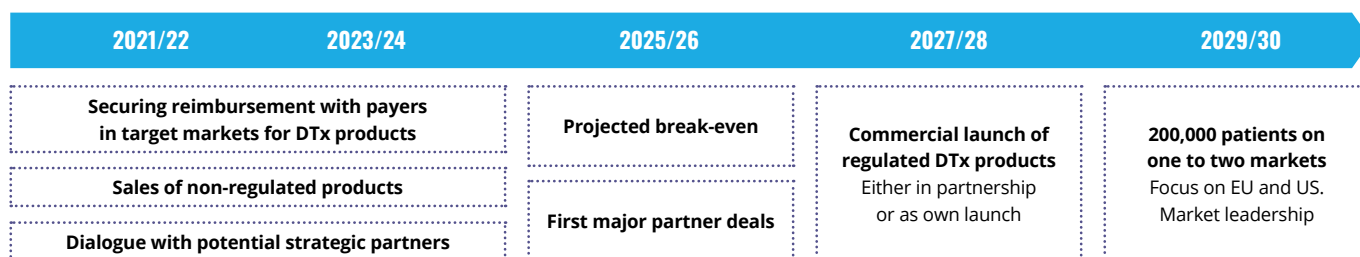 2021/22
2023/24
2025/26
2027/28
2029/30
Securing reimbursement with payers
in target markets for DTx products
Sales of non-regulated products
Dialogue with potential strategic partners
Projected break-even
First major partner deals
Commercial launch of
regulated DTx products
Either in partnership
or as own launch
200,000 patients on
one to two markets
Focus on EU and US.
Market leadership